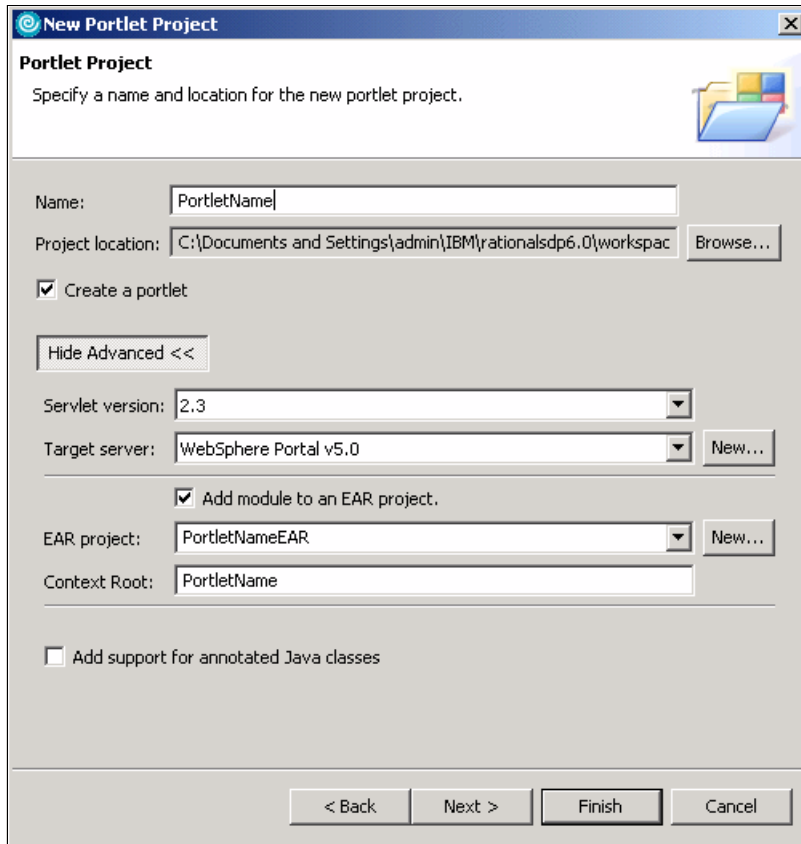 New Portlet Project
Portlet Project
Specify a name and location for the new portlet project.
Name: PortletName
Project location: C:\Documents and Settings\admin\IBM\rationalsdp6.0\workspac Browse...
Create a portlet
Hide Advanced <<
Servlet version: 2.3
Target server: WebSphere Portal v5.0 New...
Add module to an EAR project.
EAR project: PortletNameEAR New...
Context Root: PortletName
Add support for annotated Java classes
< Back Next > Finish Cancel